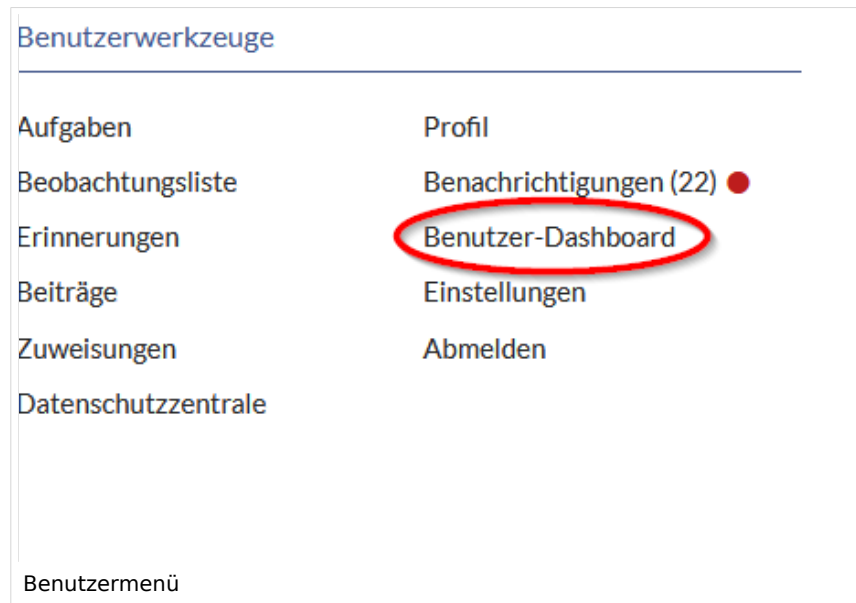 Benutzerwerkzeuge
Aufgaben
Beobachtungsliste
Erinnerungen
Beiträge
Zuweisungen
Datenschutzzentrale
Profil
Benachrichtigungen (22)
Benutzer-Dashboard
Einstellungen
Abmelden
Benutzermenü